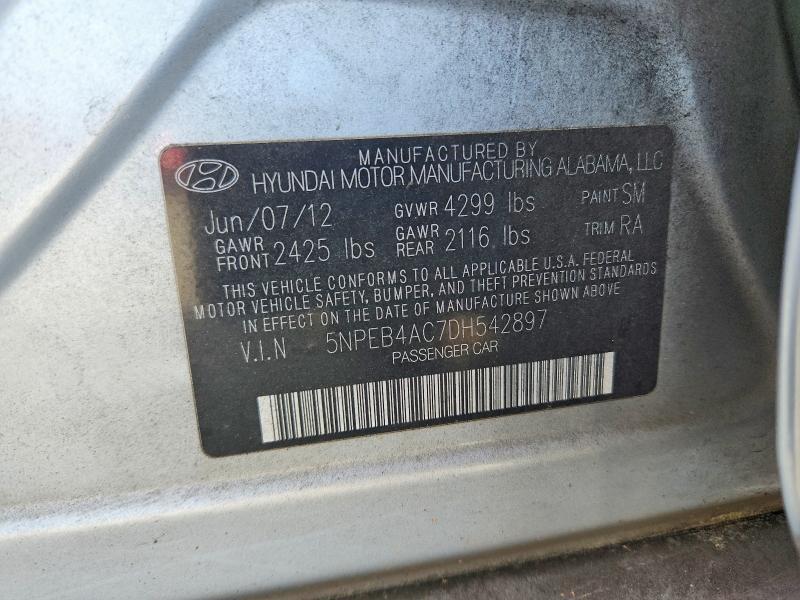 MANUFACTURED BY
HYUNDAI MOTOR MANUFACTURING ALABAMA, LLC
Jun/07/12 GVWR 4299 lbs PAINT SM
GAWR FRONT 2425 lbs GAWR REAR 2116 lbs TRIM RA
THIS VEHICLE CONFORMS TO ALL APPLICABLE U.S.A. FEDERAL
MOTOR VEHICLE SAFETY, BUMPER, AND THEFT PREVENTION STANDARDS
IN EFFECT ON THE DATE OF MANUFACTURE SHOWN ABOVE
V.I.N 5NPEB4AC7DH542897
PASSENGER CAR